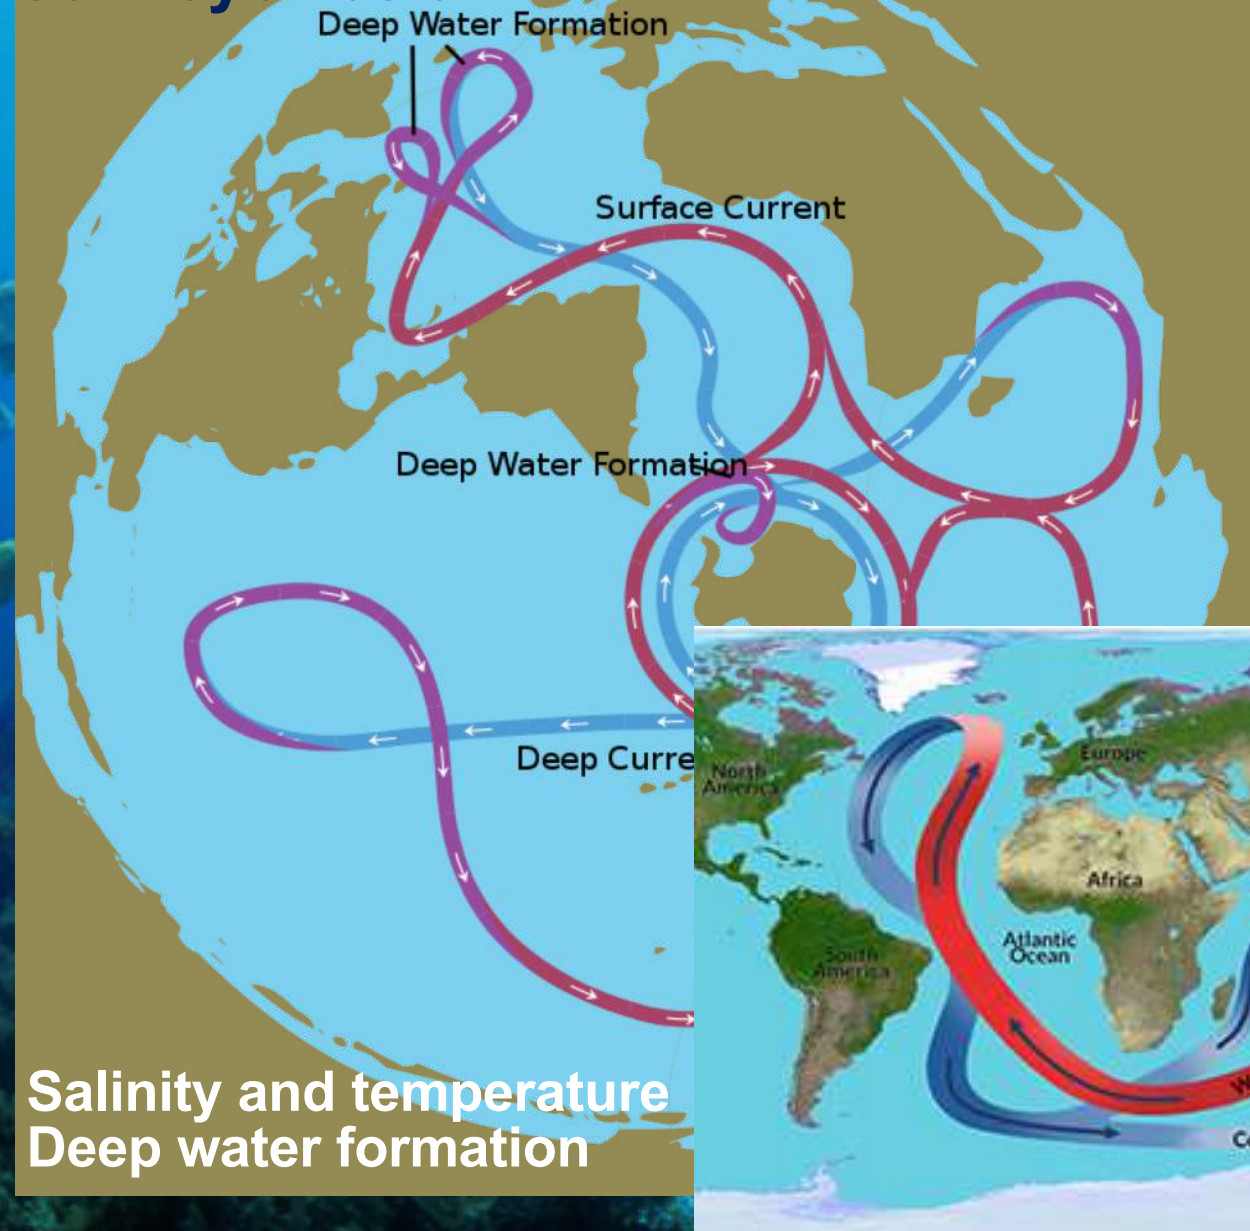 Deep Water Formation
Surface Current
Deep Water Formation
Deep Curre
North
America
Europe
Africa
Atlantic
Ocean
South
America
W
Co
Salinity and temperature
Deep water formation